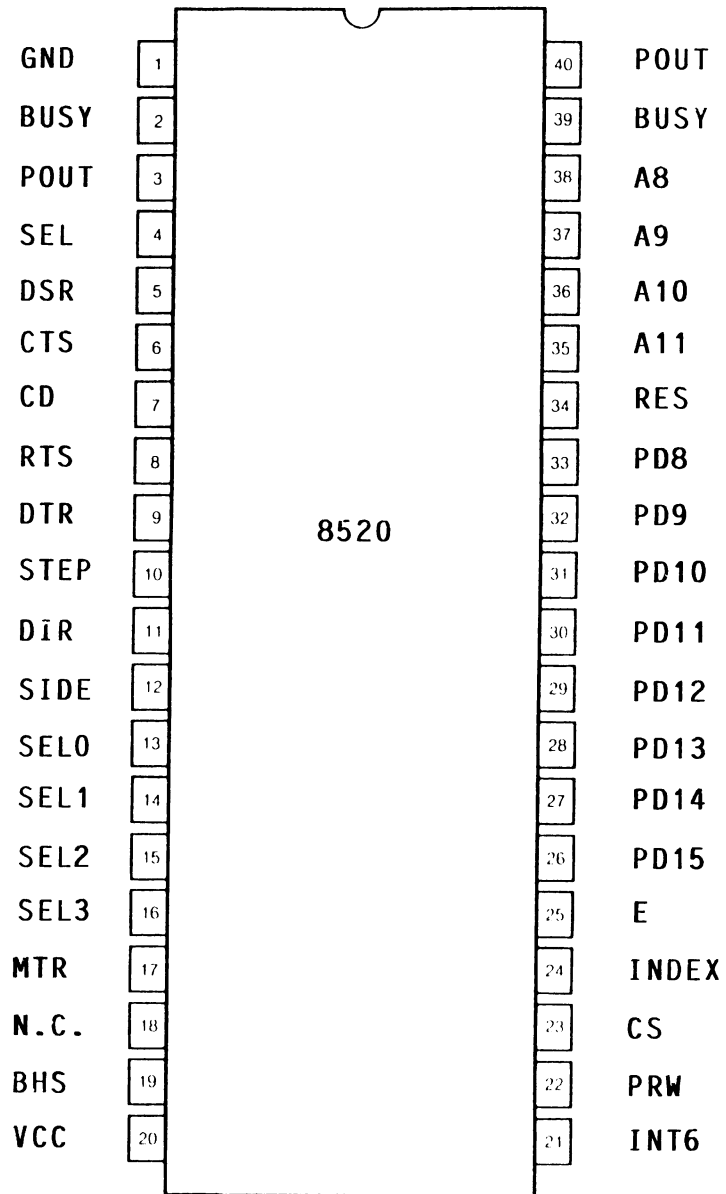 GND 1 40 POUT
BUSY 2 39 BUSY
POUT 3 38 A8
SEL 4 37 A9
DSR 5 36 A10
CTS 6 35 A11
CD 7 34 RES
RTS 8 33 PD8
DTR 9 32 PD9
8520
STEP 10 31 PD10
DIR 11 30 PD11
SIDE 12 29 PD12
SEL0 13 28 PD13
SEL1 14 27 PD14
SEL2 15 26 PD15
SEL3 16 25 E
MTR 17 24 INDEX
N.C. 18 23 CS
BHS 19 22 PRW
VCC 20 21 INT6